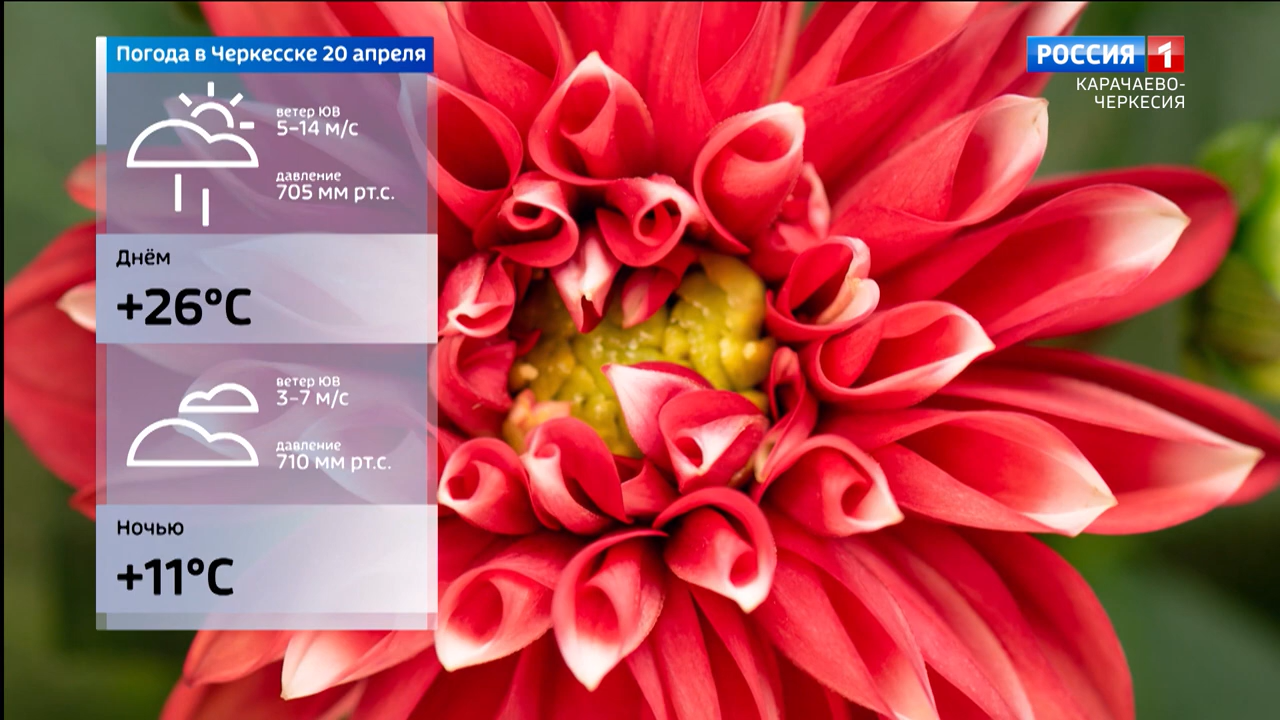 Погода в Черкесске 20 апреля
ветер ЮВ
5-14 м/с
давление
705 мм рт.с.
Днём
+26°C
ветер ЮВ
3-7 м/с
давление
710 мм рт.с.
Ночью
+11°C
РОССИЯ 1
КАРАЧАЕВО-
ЧЕРКЕСИЯ